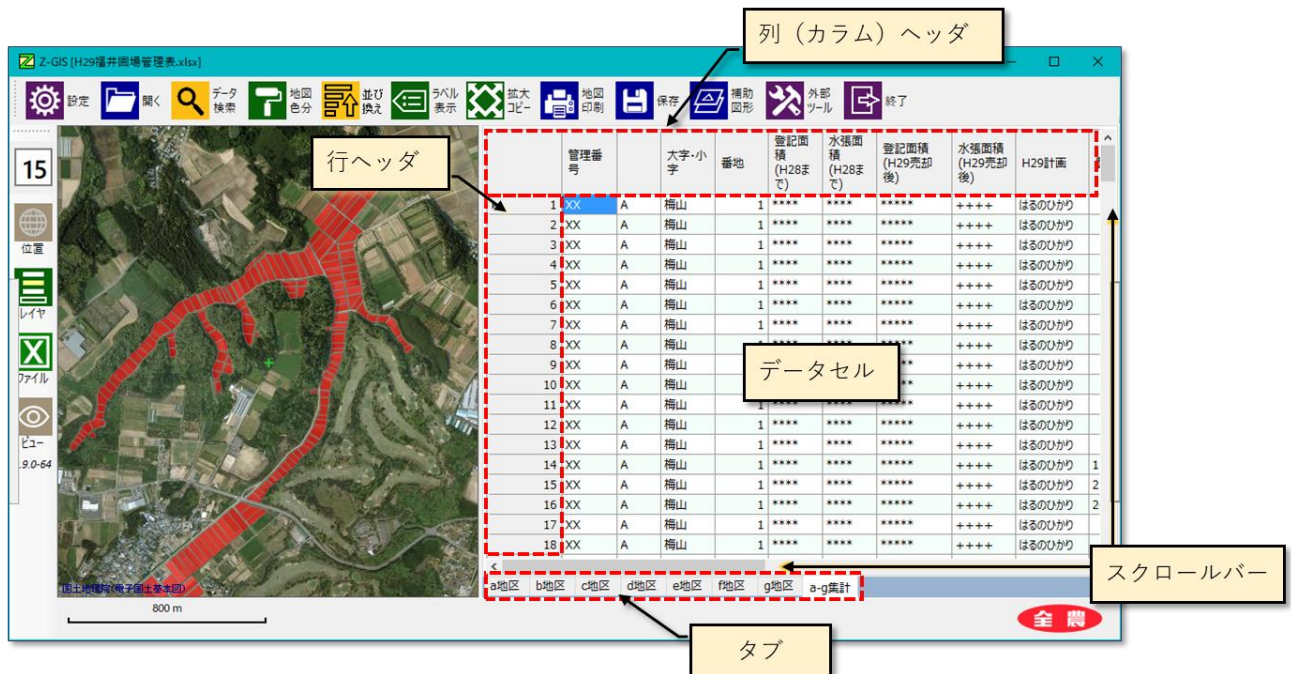 列（カラム）ヘッダ
Z-GIS [H29福井圃場管理表.xlsx]
設定 開く データ検索 地図色分 並び換え ラベル表示 拡大コピー 地図印刷 保存 補助図形 外部ツール 終了
15
位置
レイヤ
ファイル
ビュー
.9.0-64
行ヘッダ
管理番号 大字・小字 番地 登記面積(H28まで) 水張面積(H28まで) 登記面積(H29売却後) 水張面積(H29売却後) H29計画
1 XX A 梅山 1 **** **** ***** ++++ はるのひかり
2 XX A 梅山 1 **** **** ***** ++++ はるのひかり
3 XX A 梅山 1 **** **** ***** ++++ はるのひかり
4 XX A 梅山 1 **** **** ***** ++++ はるのひかり
5 XX A 梅山 1 **** **** ***** ++++ はるのひかり
6 XX A 梅山 1 **** **** ***** ++++ はるのひかり
7 XX A 梅山 1 **** **** ***** ++++ はるのひかり
8 XX A 梅山 ++++ はるのひかり
9 XX A 梅山 ** ++++ はるのひかり
10 XX A 梅山 ** ++++ はるのひかり
11 XX A 梅山 1 **** **** ***** ++++ はるのひかり
12 XX A 梅山 1 **** **** ***** ++++ はるのひかり
13 XX A 梅山 1 **** **** ***** ++++ はるのひかり
14 XX A 梅山 1 **** **** ***** ++++ はるのひかり 1
15 XX A 梅山 1 **** **** ***** ++++ はるのひかり 2
16 XX A 梅山 1 **** **** ***** ++++ はるのひかり 2
17 XX A 梅山 1 **** **** ***** ++++ はるのひかり
18 XX A 梅山 1 **** **** ***** ++++ はるのひかり
データセル
スクロールバー
国土地理院(電子国土基本図)
a地区 b地区 c地区 d地区 e地区 f地区 g地区 a-g集計
800 m
全農
タブ